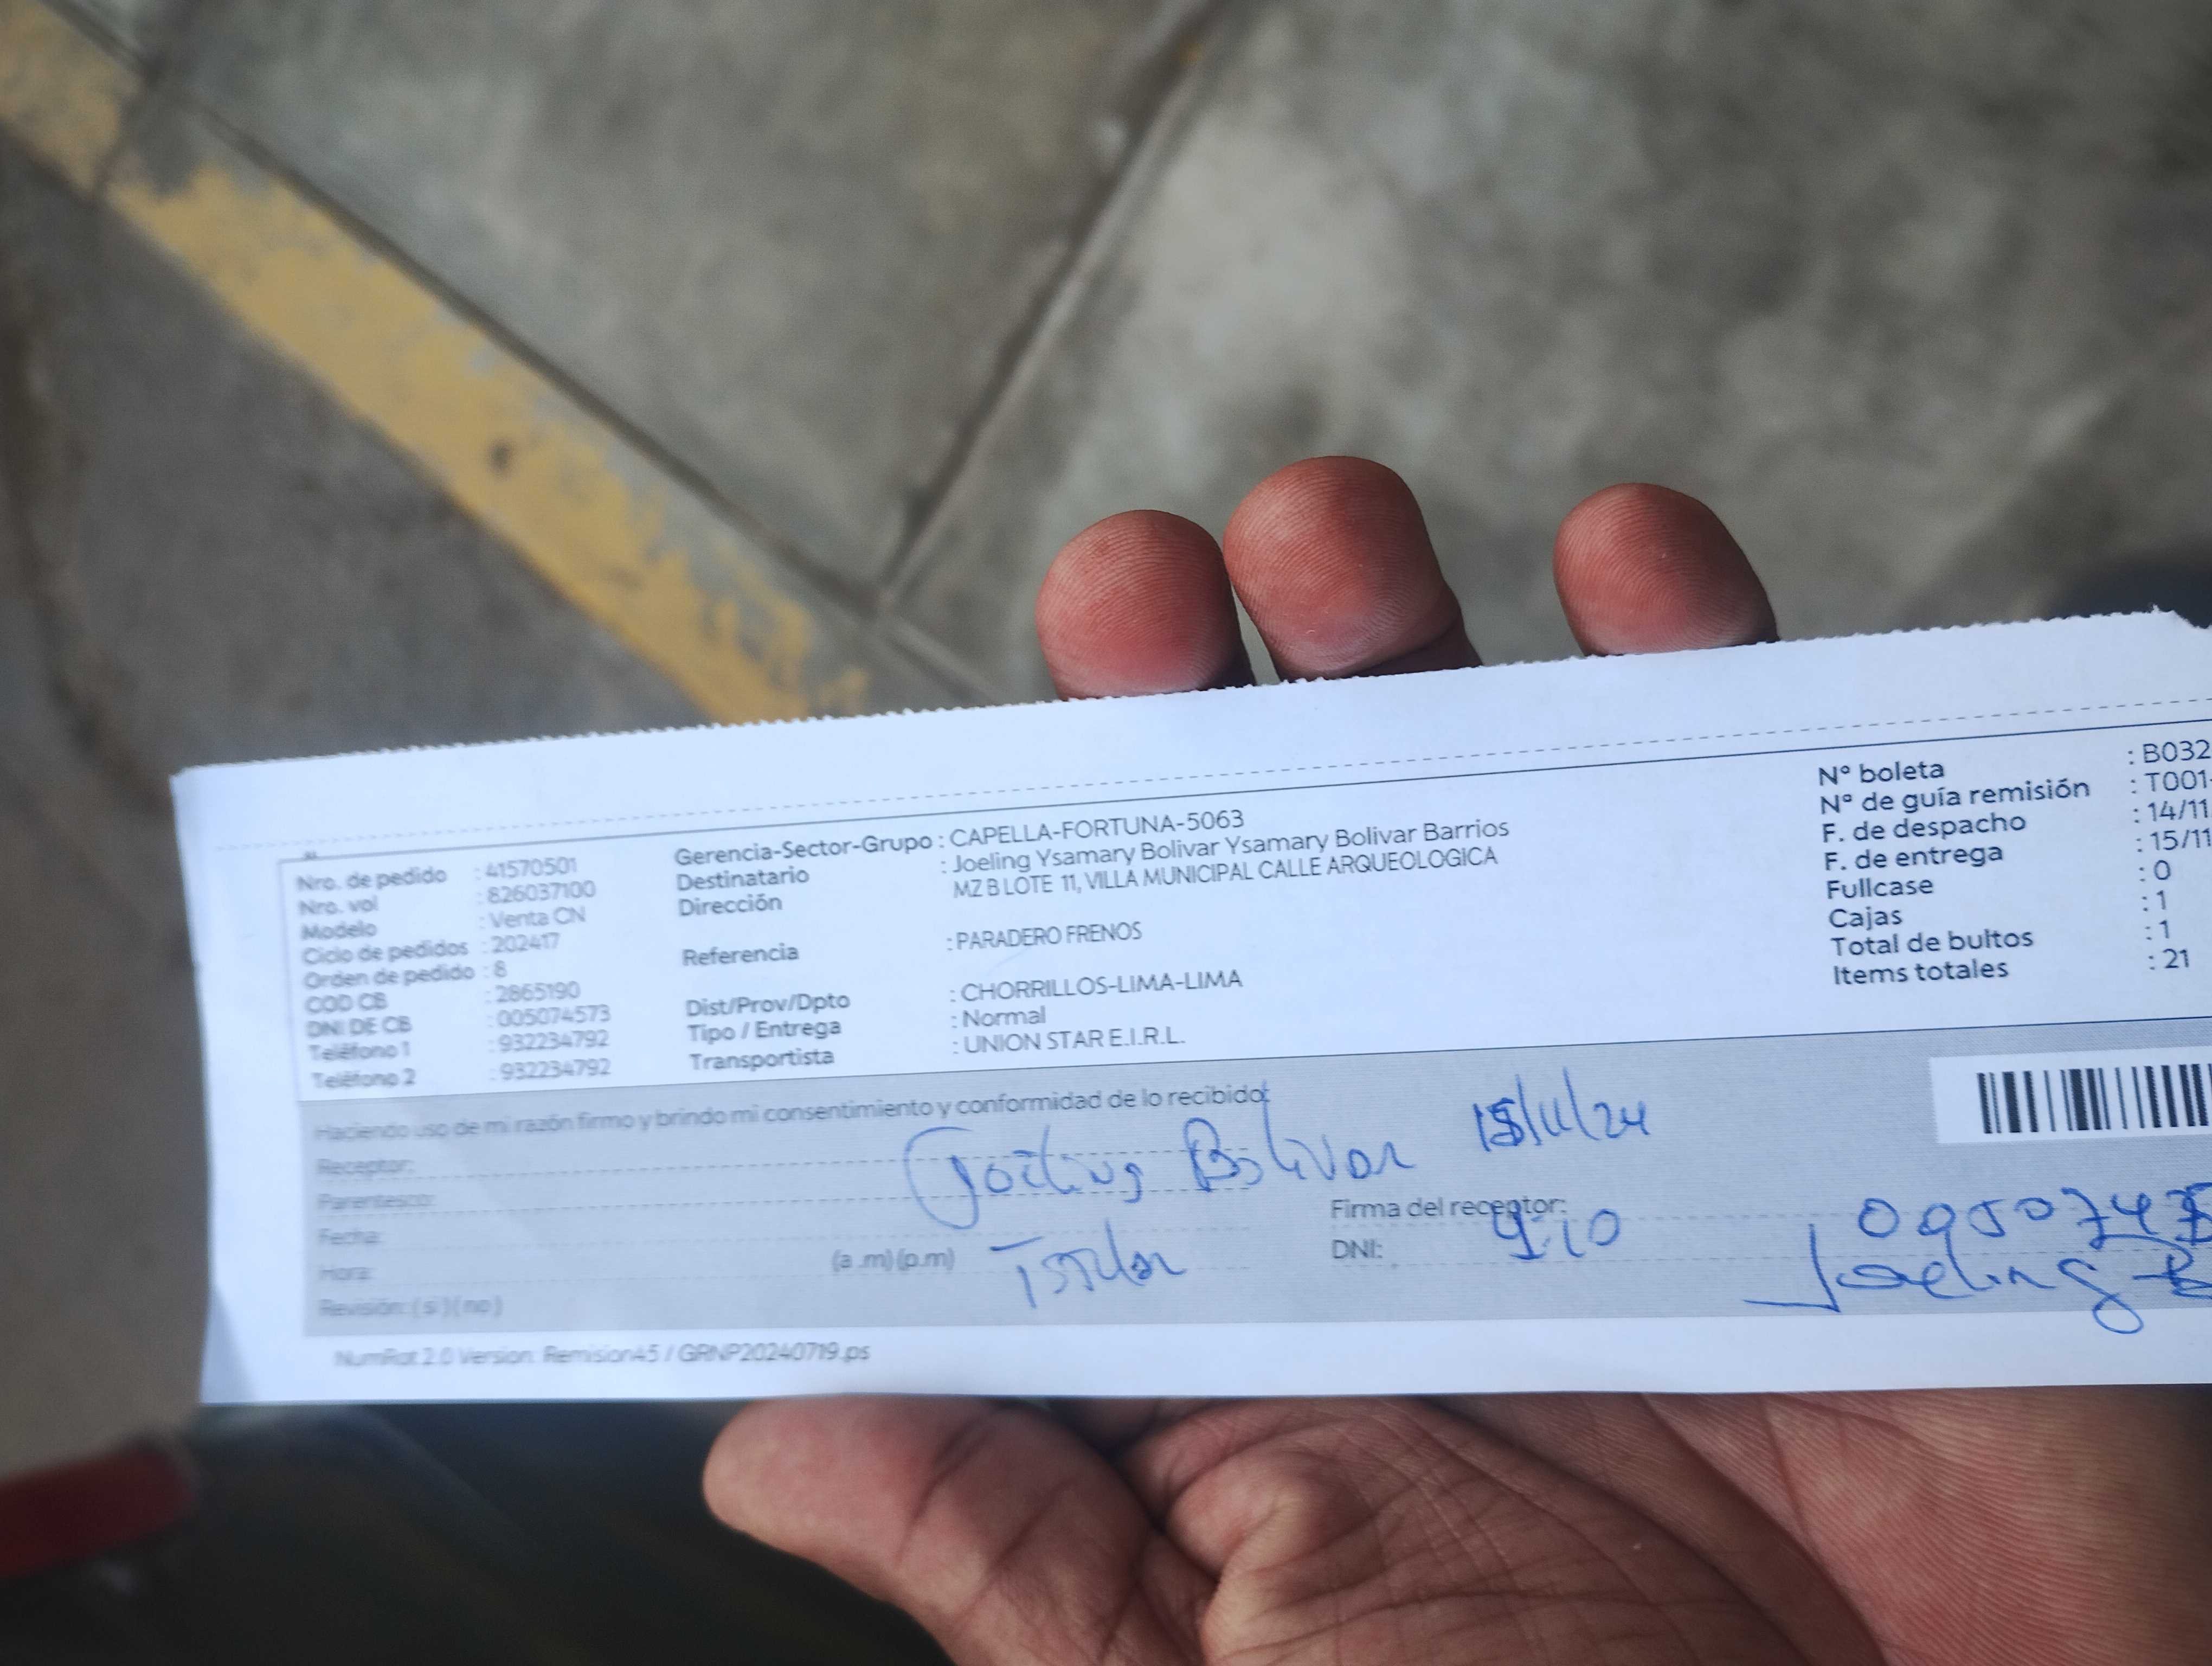 Nro. de pedido : 41570501
Nro. vol : 826037100
Modelo : Venta CN
Ciclo de pedidos : 202417
Orden de pedido : 8
COD CB : 2865190
DNI DE CB : 005074573
Teléfono 1 : 932234792
Teléfono 2 : 932234792
Gerencia-Sector-Grupo : CAPELLA-FORTUNA-5063
Destinatario : Joeling Ysamary Bolivar Ysamary Bolivar Barrios
Dirección MZ B LOTE 11, VILLA MUNICIPAL CALLE ARQUEOLOGICA
Referencia : PARADERO FRENOS
Dist/Prov/Dpto : CHORRILLOS-LIMA-LIMA
Tipo / Entrega : Normal
Transportista : UNION STAR E.I.R.L.
N° boleta : B032
N° de guía remisión : T001-
F. de despacho : 14/11
F. de entrega : 15/11
Fullcase : 0
Cajas : 1
Total de bultos : 1
Items totales : 21
Haciendo uso de mi razón firmo y brindo mi consentimiento y conformidad de lo recibido:
Receptor: Joeling Bolivar 15/11/24
Parentesco:
Fecha:
Hora: (a .m) (p.m) Titular
Revisión: ( si ) ( no )
Firma del receptor:
DNI: 9:10
Joeling
NumRot 2.0 Version: Remision45 / GRNP20240719.ps